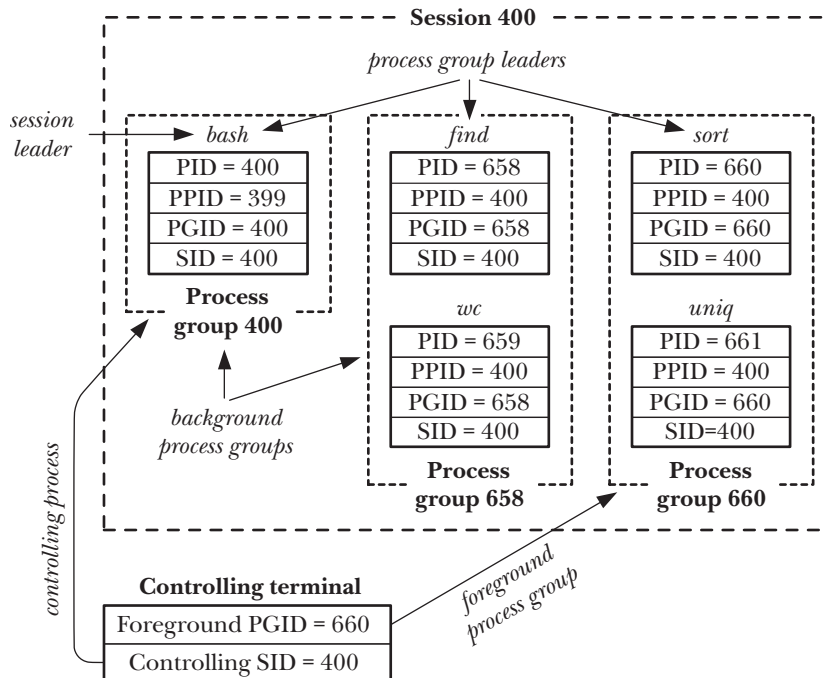 Session 400
process group leaders
session
leader
bash
PID = 400
PPID = 399
PGID = 400
SID = 400
Process
group 400
find
PID = 658
PPID = 400
PGID = 658
SID = 400
wc
PID = 659
PPID = 400
PGID = 658
SID = 400
Process
group 658
sort
PID = 660
PPID = 400
PGID = 660
SID = 400
uniq
PID = 661
PPID = 400
PGID = 660
SID=400
Process
group 660
background
process groups
controlling process
foreground
process group
Controlling terminal
Foreground PGID = 660
Controlling SID = 400